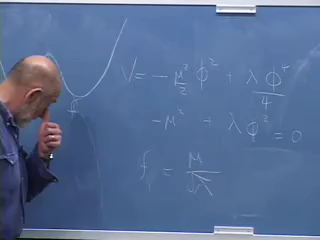 f
V = - μ²/2 φ² + λ φ⁴/4
- μ² + λ φ² = 0
f = μ/√λ